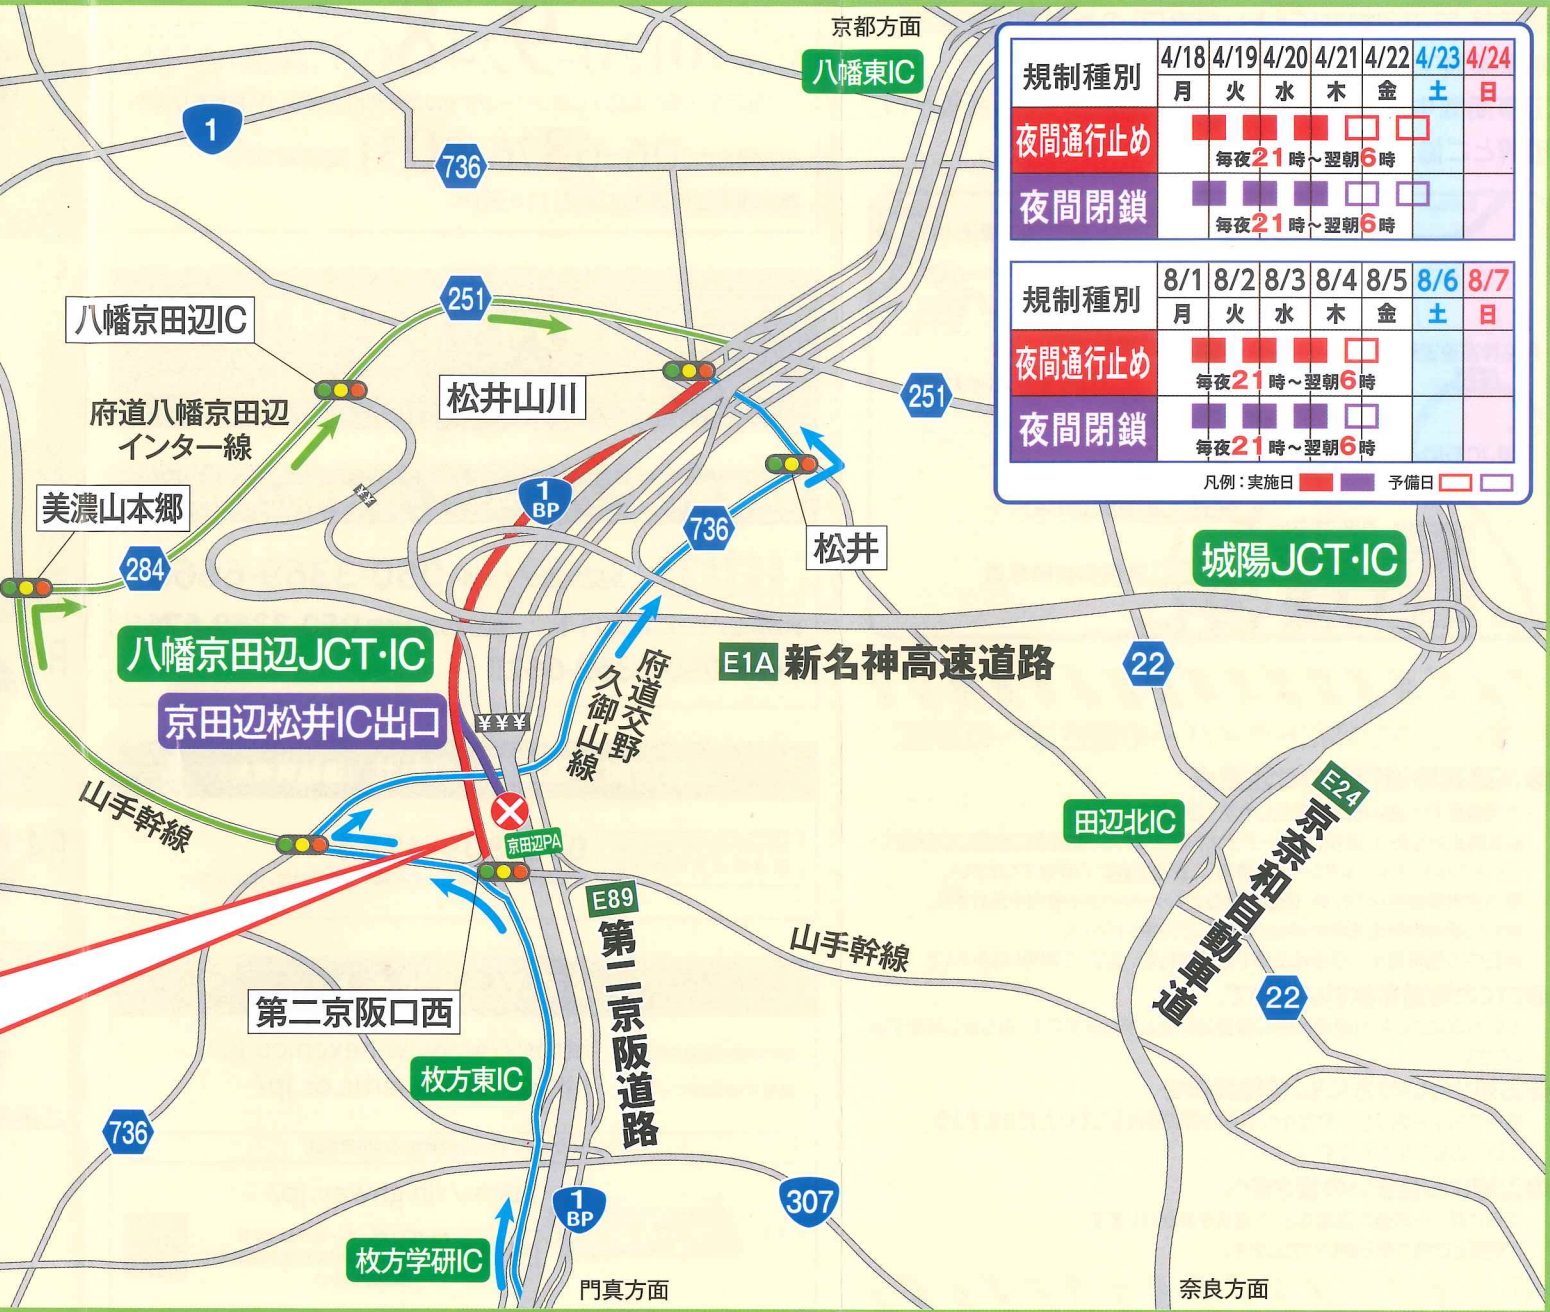 京都方面
八幡東IC
1
736
251
八幡京田辺IC
松井山川
251
府道八幡京田辺
インター線
美濃山本郷
284
1
BP
736
松井
城陽JCT・IC
八幡京田辺JCT・IC
京田辺松井IC出口
¥¥
¥¥¥
府道交野
久御山線
E1A 新名神高速道路
22
山手幹線
京田辺PA
田辺北IC
E24
京奈和自動車道
E89
第二京阪道路
山手幹線
22
第二京阪口西
枚方東IC
736
1
BP
307
枚方学研IC
門真方面
奈良方面
規制種別 4/18 4/19 4/20 4/21 4/22 4/23 4/24
月 火 水 木 金 土 日
夜間通行止め
毎夜21時～翌朝6時
夜間閉鎖
毎夜21時～翌朝6時
規制種別 8/1 8/2 8/3 8/4 8/5 8/6 8/7
月 火 水 木 金 土 日
夜間通行止め
毎夜21時～翌朝6時
夜間閉鎖
毎夜21時～翌朝6時
凡例：実施日 予備日